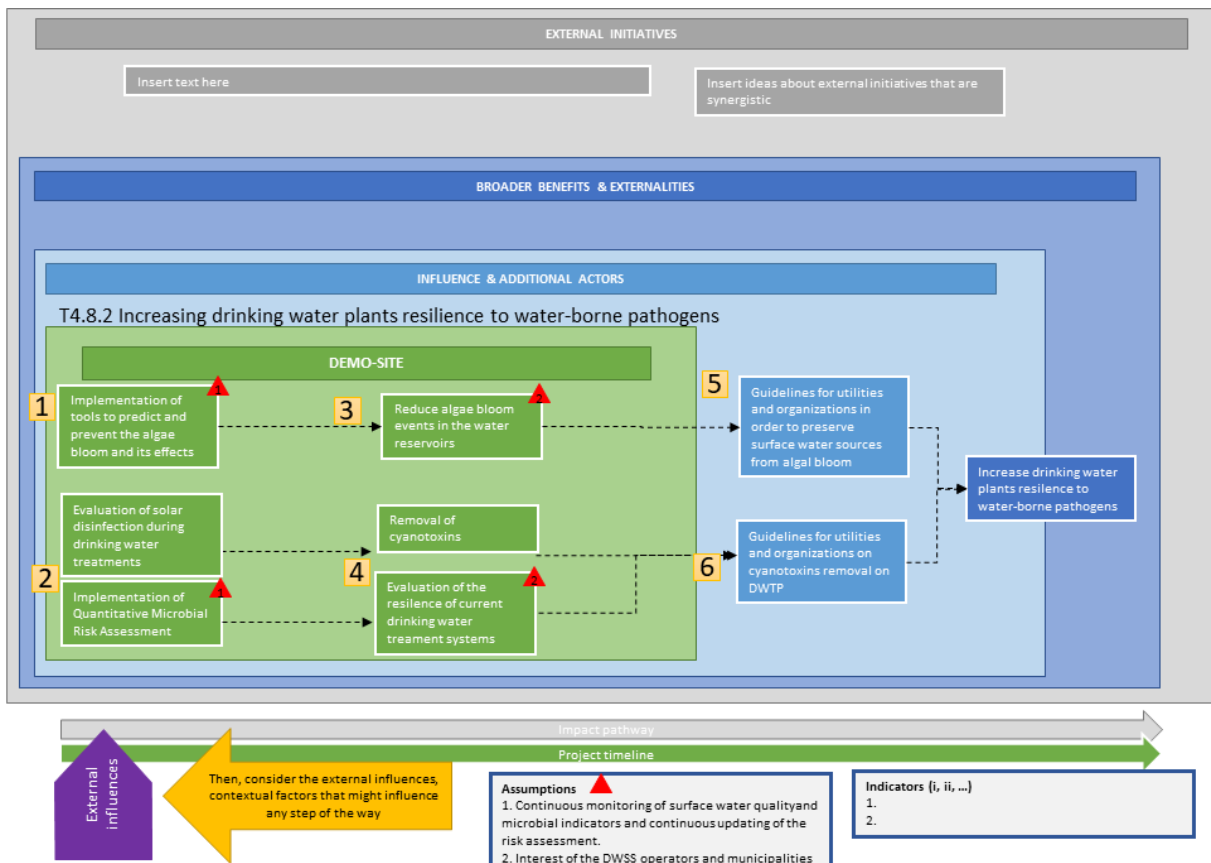 EXTERNAL INITIATIVES
Insert text here
Insert ideas about external initiatives that are
synergistic
BROADER BENEFITS & EXTERNALITIES
INFLUENCE & ADDITIONAL ACTORS
T4.8.2 Increasing drinking water plants resilience to water-borne pathogens
DEMO-SITE
1
Implementation of
tools to predict and
prevent the algae
bloom and its effects
1
3
Reduce algae bloom
events in the water
reservoirs
2
5
Guidelines for utilities
and organizations in
order to preserve
surface water sources
from algal bloom
Increase drinking water
plants resilence to
water-borne pathogens
Evaluation of solar
disinfection during
drinking water
treatments
Removal of
cyanotoxins
2
Implementation of
Quantitative Microbial
Risk Assessment
1
4
Evaluation of the
resilence of current
drinking water
treament systems
2
6
Guidelines for utilities
and organizations on
cyanotoxins removal on
DWTP
Impact pathway
Project timeline
External
influences
Then, consider the external influences,
contextual factors that might influence
any step of the way
Assumptions
1. Continuous monitoring of surface water qualityand
microbial indicators and continuous updating of the
risk assessment.
2. Interest of the DWSS operators and municipalities
Indicators (i, ii, ...)
1.
2.